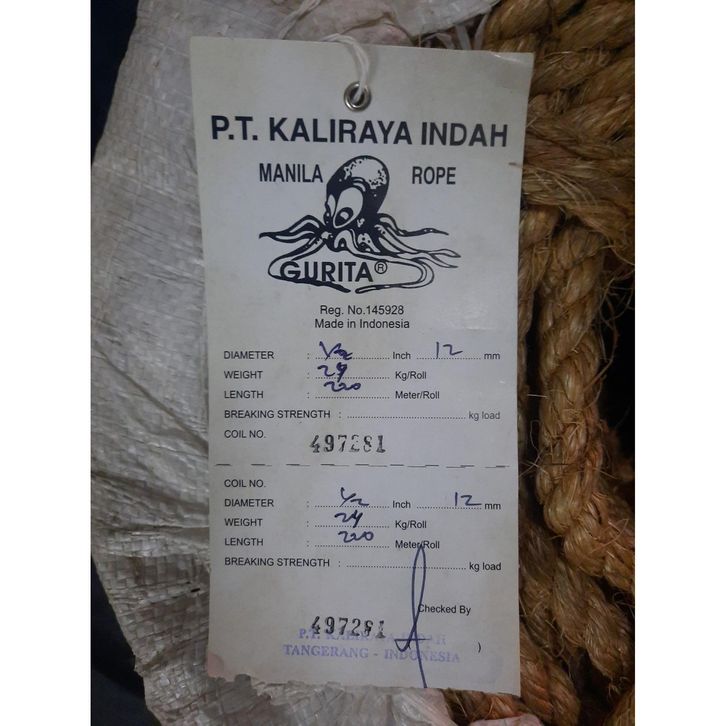 P.T. KALIRAYA INDAH
MANILA ROPE
GURITA ®
Reg. No.145928
Made in Indonesia
DIAMETER : 1/2 Inch 12 mm
WEIGHT : 24 Kg/Roll
LENGTH : 220 Meter/Roll
BREAKING STRENGTH : kg load
COIL NO. 497281
COIL NO.
DIAMETER : 1/2 Inch 12 mm
WEIGHT : 24 Kg/Roll
LENGTH : 220 Meter/Roll
BREAKING STRENGTH : kg load
Checked By
497281
P.T. KALIRAYA INDAH
TANGERANG - INDONESIA
)